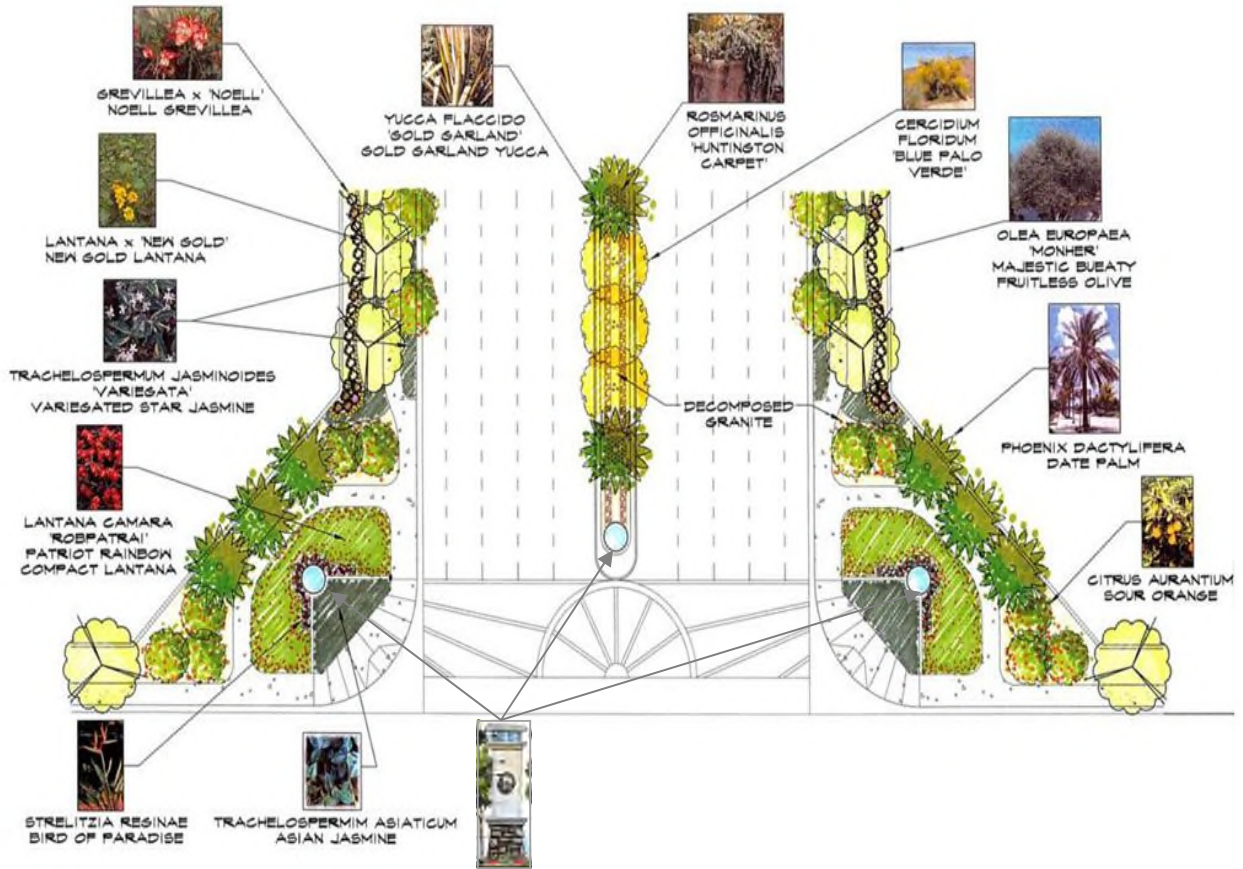 GREVILLEA x 'NOELL'
NOELL GREVILLEA
YUCCA FLACCIDO
'GOLD GARLAND'
GOLD GARLAND YUCCA
ROSMARINUS
OFFICINALIS
'HUNTINGTON
CARPET'
CERCIDIUM
FLORIDUM
'BLUE PALO
VERDE'
LANTANA x 'NEW GOLD'
NEW GOLD LANTANA
OLEA EUROPAEA
'MONHER'
MAJESTIC BUEATY
FRUITLESS OLIVE
TRACHELOSPERMUM JASMINOIDES
'VARIEGATA'
VARIEGATED STAR JASMINE
DECOMPOSED
GRANITE
PHOENIX DACTYLIFERA
DATE PALM
LANTANA CAMARA
'ROBPATRAI'
PATRIOT RAINBOW
COMPACT LANTANA
CITRUS AURANTIUM
SOUR ORANGE
STRELITZIA REGINAE
BIRD OF PARADISE
TRACHELOSPERMIM ASIATICUM
ASIAN JASMINE